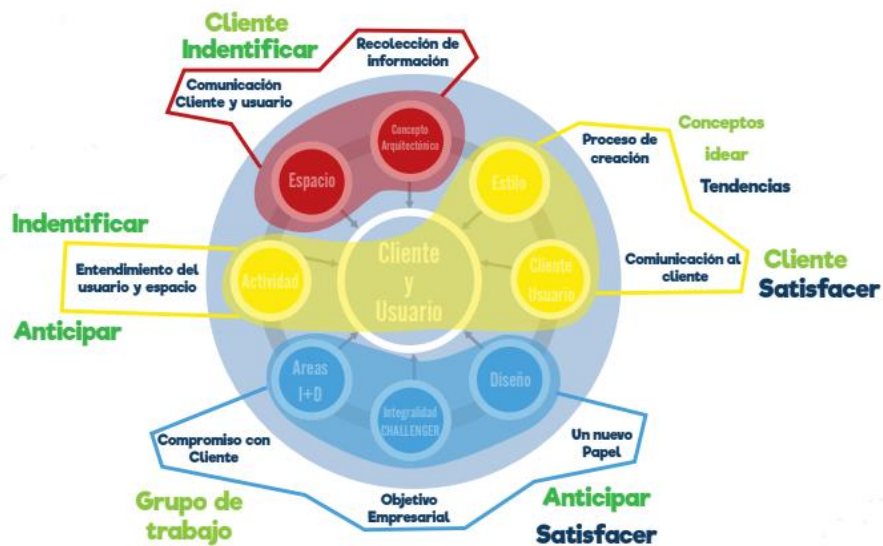 Cliente
Indentificar
Recolección de
información
Comunicación
Cliente y usuario
Concepto
Arquitectónico
Espacio
Estilo
Proceso de
creación
Conceptos
idear
Tendencias
Indentificar
Entendimiento del
usuario y espacio
Anticipar
Actividad
Cliente
y
Usuario
Cliente
Usuario
Comiunicación al
cliente
Cliente
Satisfacer
Areas
I+D
Integralidad
CHALLENGER
Diseño
Compromiso con
Cliente
Objetivo
Empresarial
Un nuevo
Papel
Grupo de
trabajo
Anticipar
Satisfacer